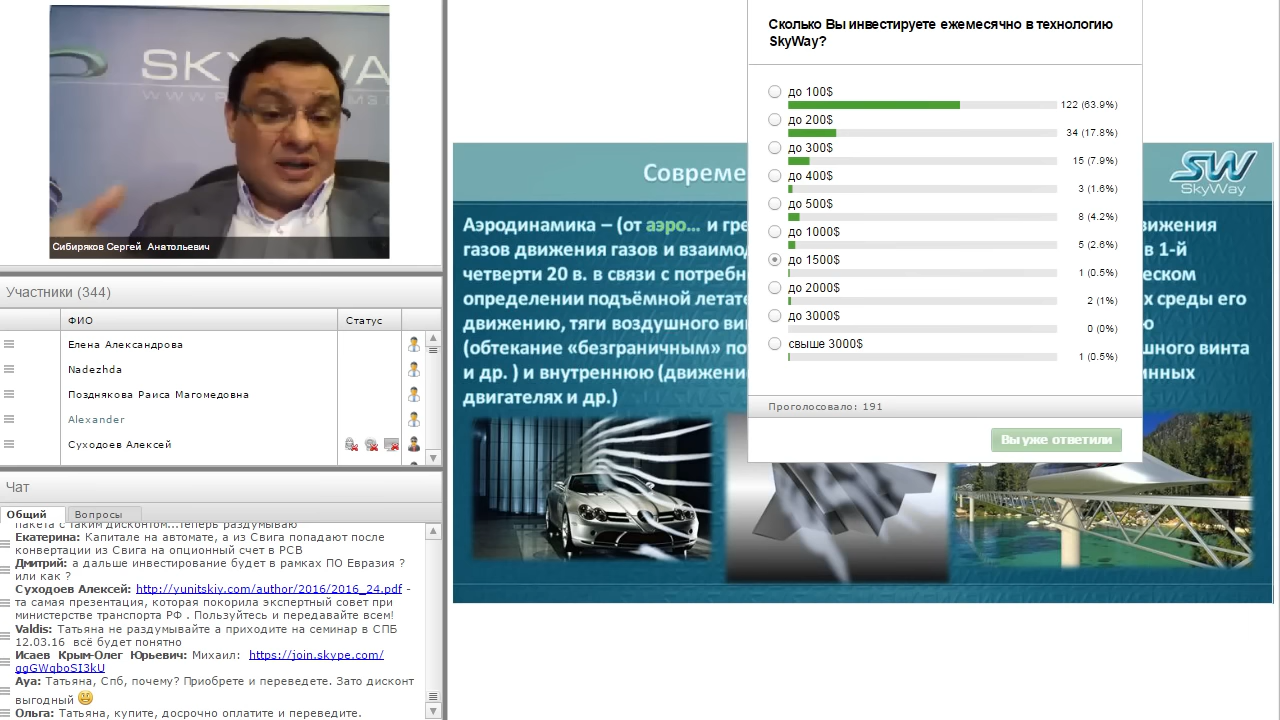 SKYWAY
Сибиряков Сергей Анатольевич
Участники (344)
ФИО
Статус
Елена Александрова
Nadezhda
Позднякова Раиса Магомедовна
Alexander
Суходоев Алексей
Чат
Общий
Вопросы
пакета с таким дисконтом...теперь раздумываю
Екатерина: Капитале на автомате, а из Свига попадают после
конвертации из Свига на опционный счет в РСВ
Дмитрий: а дальше инвестирование будет в рамках ПО Евразия ?
или как ?
Суходоев Алексей: http://yunitskiy.com/author/2016/2016_24.pdf -
та самая презентация, которая покорила экспертный совет при
министерстве транспорта РФ . Пользуйтесь и передавайте всем!
Valdis: Татьяна не раздумывайте а приходите на семинар в СПБ
12.03.16 всё будет понятно
Исаев Крым-Олег Юрьевич: Михаил: https://join.skype.com/
gqGWqboSI3kU
Aya: Татьяна, Спб, почему? Приобрете и переведете. Зато дисконт
выгодный
Ольга: Татьяна, купите, досрочно оплатите и переведите.
Совреме
SW
SkyWay
Аэродинамика – (от аэро... и гре
вижения
газов движения газов и взаимод
в 1-й
четверти 20 в. в связи с потребн
ческом
определении подъёмной летате
х среды его
движению, тяги воздушного ви
ю
(обтекание «безграничным» по
шного винта
и др. ) и внутреннюю (движени
инных
двигателях и др.)
Сколько Вы инвестируете ежемесячно в технологию
SkyWay?
до 100$
122 (63.9%)
до 200$
34 (17.8%)
до 300$
15 (7.9%)
до 400$
3 (1.6%)
до 500$
8 (4.2%)
до 1000$
5 (2.6%)
до 1500$
1 (0.5%)
до 2000$
2 (1%)
до 3000$
0 (0%)
свыше 3000$
1 (0.5%)
Проголосовало: 191
Вы уже ответили